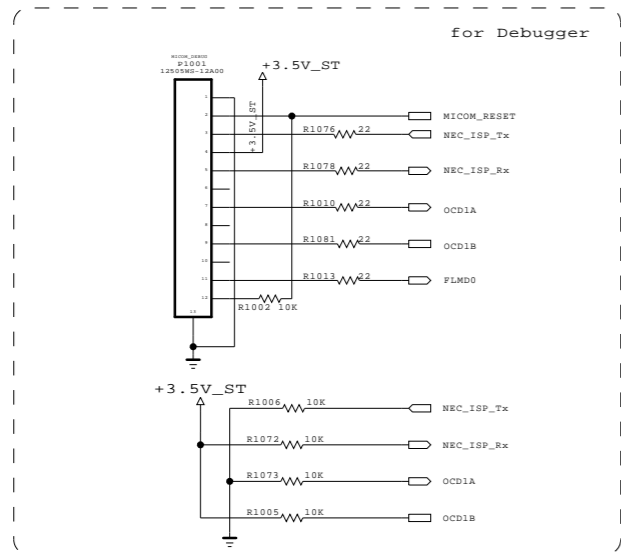 for Debugger
MICOM_DEBUG
P1001
12505WS-12A00
+3.5V_ST
+3.5V_ST
1
2
MICOM_RESET
3
R1076
22
NEC_ISP_Tx
4
5
R1078
22
NEC_ISP_Rx
6
7
R1010
22
OCD1A
8
9
R1081
22
OCD1B
10
11
R1013
22
FLMD0
12
R1002 10K
13
+3.5V_ST
R1006
10K
NEC_ISP_Tx
R1072
10K
NEC_ISP_Rx
R1073
10K
OCD1A
R1005
10K
OCD1B